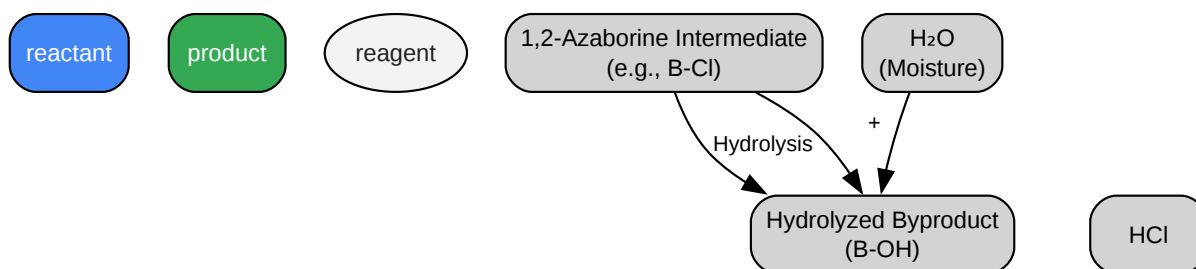 reactant
product
reagent
1,2-Azaborine Intermediate
(e.g., B-Cl)
H₂O
(Moisture)
+
Hydrolysis
Hydrolyzed Byproduct
(B-OH)
HCl